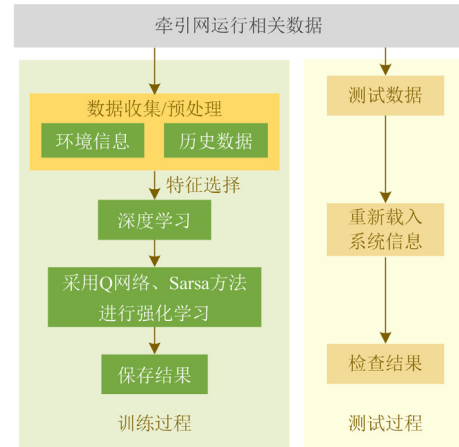 牵引网运行相关数据
数据收集/预处理
环境信息
历史数据
特征选择
深度学习
采用Q网络、Sarsa方法
进行强化学习
保存结果
训练过程
测试数据
重新载入
系统信息
检查结果
测试过程